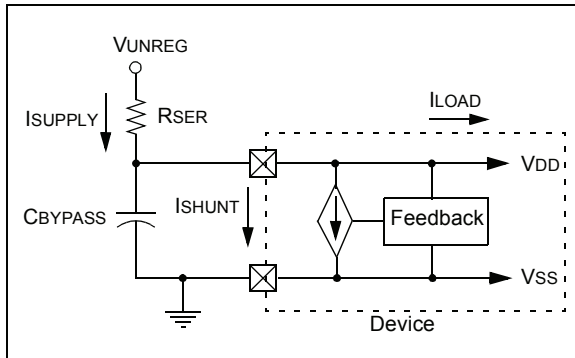 VUNREG
ILOAD
ISUPPLY
RSER
VDD
CBYPASS
ISHUNT
Feedback
VSS
Device